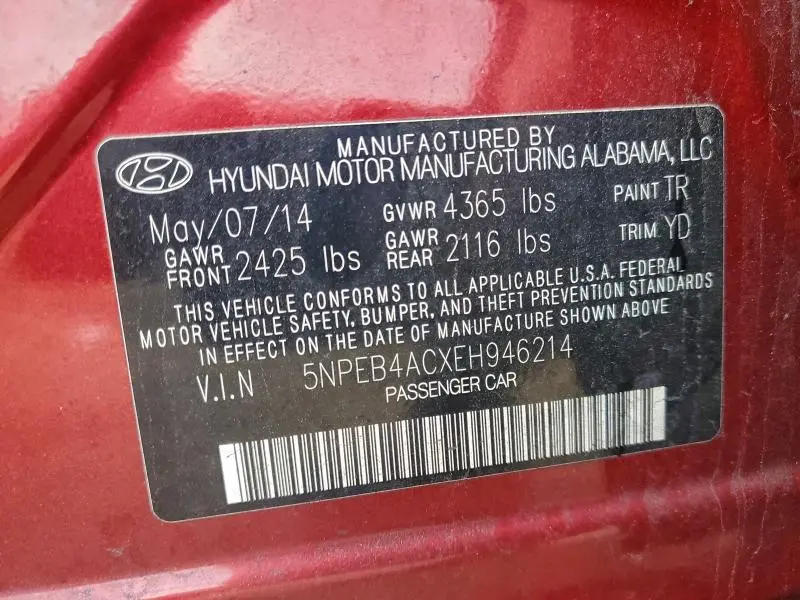 MANUFACTURED BY
HYUNDAI MOTOR MANUFACTURING ALABAMA, LLC
May/07/14 GVWR 4365 lbs PAINT TR
GAWR FRONT 2425 lbs GAWR REAR 2116 lbs TRIM YD
THIS VEHICLE CONFORMS TO ALL APPLICABLE U.S.A. FEDERAL
MOTOR VEHICLE SAFETY, BUMPER, AND THEFT PREVENTION STANDARDS
IN EFFECT ON THE DATE OF MANUFACTURE SHOWN ABOVE
V.I.N 5NPEB4ACXEH946214
PASSENGER CAR